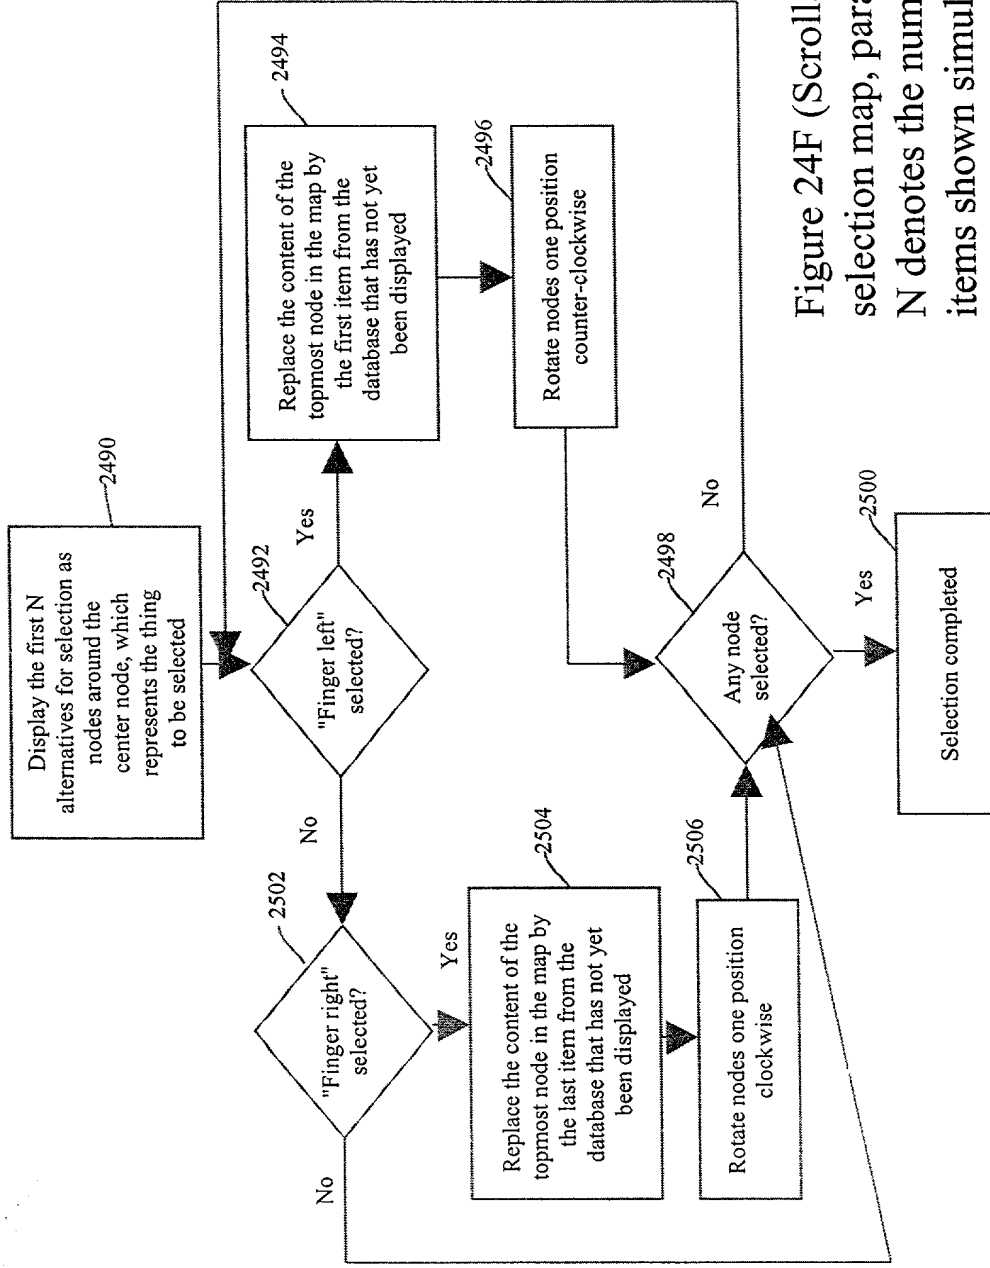 Display the first N
alternatives for selection as
nodes around the
center node, which
represents the thing
to be selected
2490
"Finger left"
selected?
2492
Yes
No
Replace the content of the
topmost node in the map by
the first item from the
database that has not yet
been displayed
2494
Rotate nodes one position
counter-clockwise
2496
"Finger right"
selected?
2502
Yes
No
Replace the content of the
topmost node in the map by
the last item from the
database that has not yet
been displayed
2504
Rotate nodes one position
clockwise
2506
Any node
selected?
2498
No
Yes
Selection completed
2500
Figure 24F (Scroll
selection map, para
N denotes the num
items shown simul